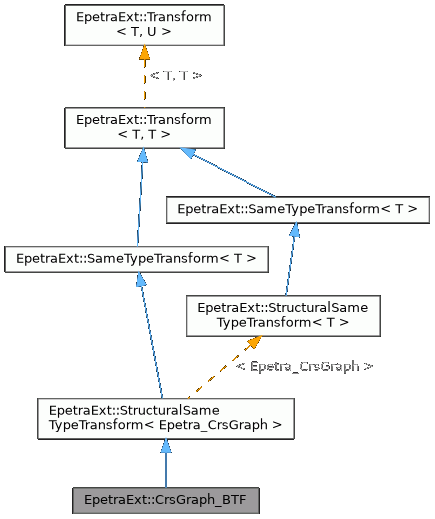 EpetraExt::Transform
< T, U >
< T, T >
EpetraExt::Transform
< T, T >
EpetraExt::SameTypeTransform< T >
EpetraExt::SameTypeTransform< T >
EpetraExt::StructuralSame
TypeTransform< T >
< Epetra_CrsGraph >
EpetraExt::StructuralSame
TypeTransform< Epetra_CrsGraph >
EpetraExt::CrsGraph_BTF